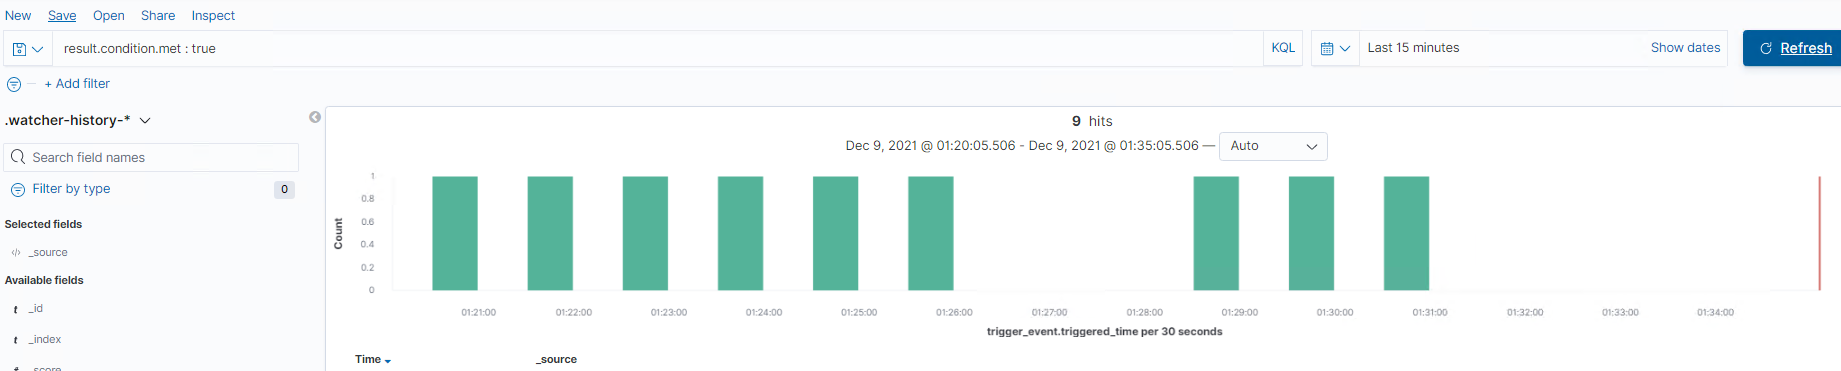 New Save Open Share Inspect
result.condition.met : true KQL Last 15 minutes Show dates Refresh
+ Add filter
.watcher-history-*
9 hits
Search field names
Dec 9, 2021 @ 01:20:05.506 - Dec 9, 2021 @ 01:35:05.506 — Auto
Filter by type 0
Selected fields
_source
Available fields
t _id
t _index
# _score
Count
1
0.8
0.6
0.4
0.2
0
01:21:00 01:22:00 01:23:00 01:24:00 01:25:00 01:26:00 01:27:00 01:28:00 01:29:00 01:30:00 01:31:00 01:32:00 01:33:00 01:34:00
trigger_event.triggered_time per 30 seconds
Time _source